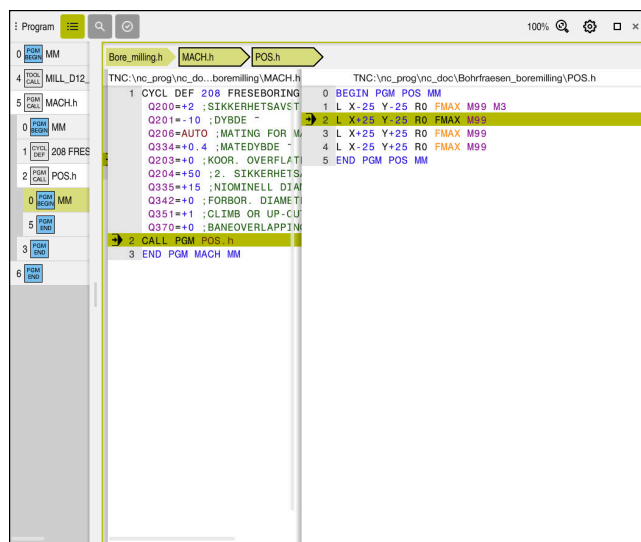 Program
100%
0 PGM BEGIN MM
4 TOOL CALL MILL_D12_
5 PGM CALL MACH.h
0 PGM BEGIN MM
1 CYCL DEF 208 FRES
2 PGM CALL POS.h
0 PGM BEGIN MM
5 PGM END
3 PGM END
6 PGM END
Bore_milling.h MACH.h POS.h
TNC:\nc_prog\nc_do...boremilling\MACH.h
1 CYCL DEF 208 FRESEBORING
Q200=+2 ;SIKKERHETSAVST
Q201=-10 ;DYBDE ~
Q206=AUTO ;MATING FOR MA
Q334=+0.4 ;MATEDYBDE ~
Q203=+0 ;KOOR. OVERFLAT
Q204=+50 ;2. SIKKERHETSA
Q335=+15 ;NIOMINELL DIAM
Q342=+0 ;FORBOR. DIAMET
Q351=+1 ;CLIMB OR UP-CUT
Q370=+0 ;BANEOVERLAPPING
2 CALL PGM POS.h
3 END PGM MACH MM
TNC:\nc_prog\nc_doc\Bohrfraesen_boremilling\POS.h
0 BEGIN PGM POS MM
1 L X-25 Y-25 R0 FMAX M99 M3
2 L X+25 Y-25 R0 FMAX M99
3 L X+25 Y+25 R0 FMAX M99
4 L X-25 Y+25 R0 FMAX M99
5 END PGM POS MM